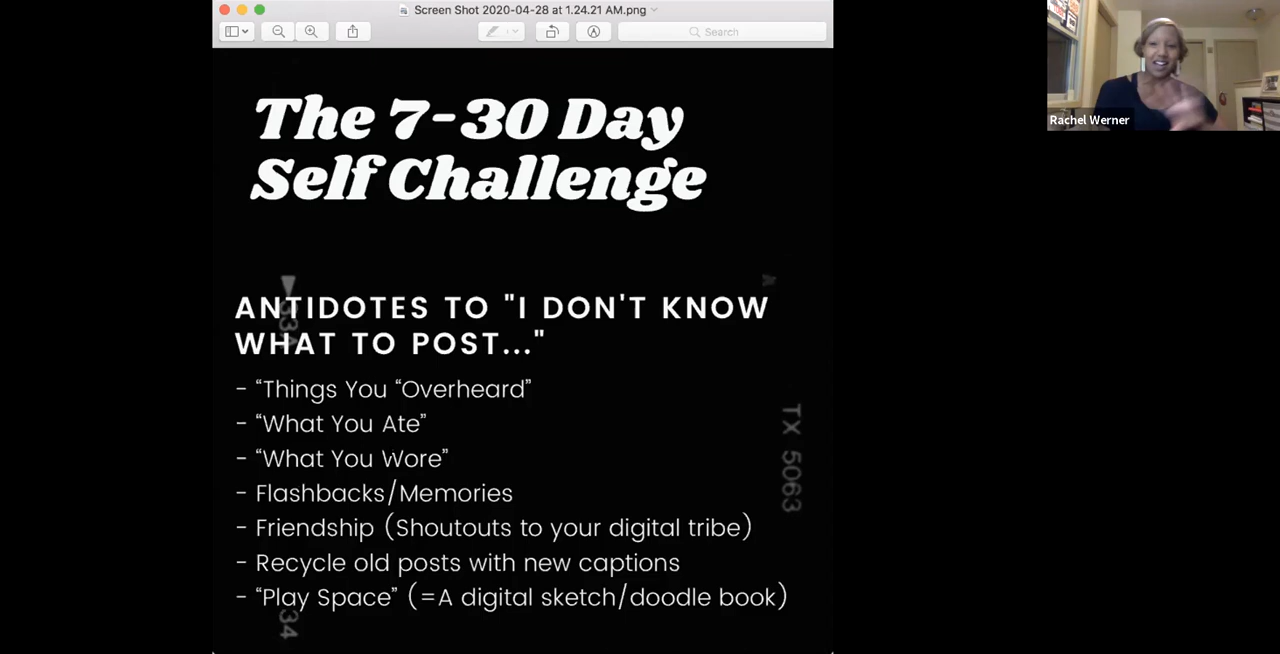 Screen Shot 2020-04-28 at 1.24.21 AM.png
Search
The 7-30 Day
Self Challenge
ANTIDOTES TO "I DON'T KNOW
WHAT TO POST..."
- “Things You “Overheard”
- “What You Ate”
- “What You Wore”
- Flashbacks/Memories
- Friendship (Shoutouts to your digital tribe)
- Recycle old posts with new captions
- “Play Space” (=A digital sketch/doodle book)
TX 5063
34
Rachel Werner